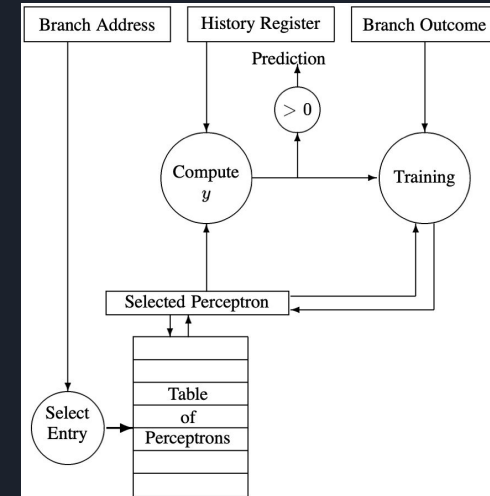 Branch Address
History Register
Branch Outcome
Prediction
> 0
Compute
y
Training
Selected Perceptron
Table
of
Perceptrons
Select
Entry